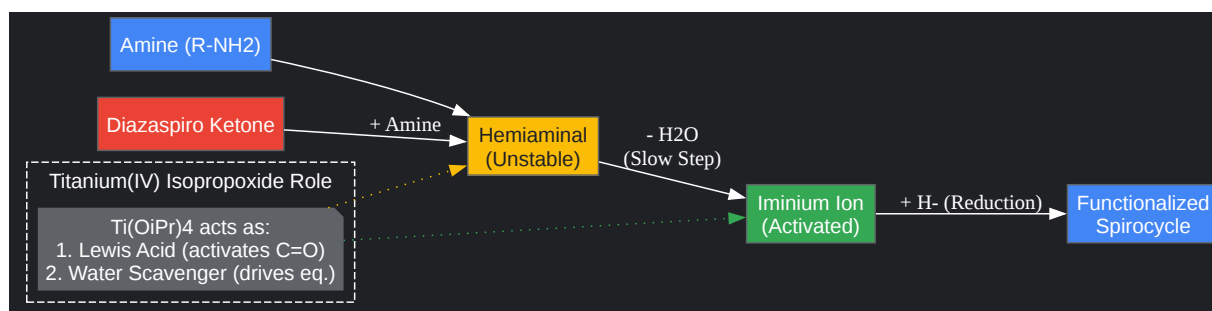 Amine (R-NH2)
Diazaspiro Ketone
+ Amine
Hemiaminal
(Unstable)
- H2O
(Slow Step)
Titanium(IV) Isopropoxide Role
Ti(OiPr)4 acts as:
1. Lewis Acid (activates C=O)
2. Water Scavenger (drives eq.)
Iminium Ion
(Activated)
+ H- (Reduction)
Functionalized
Spirocycle